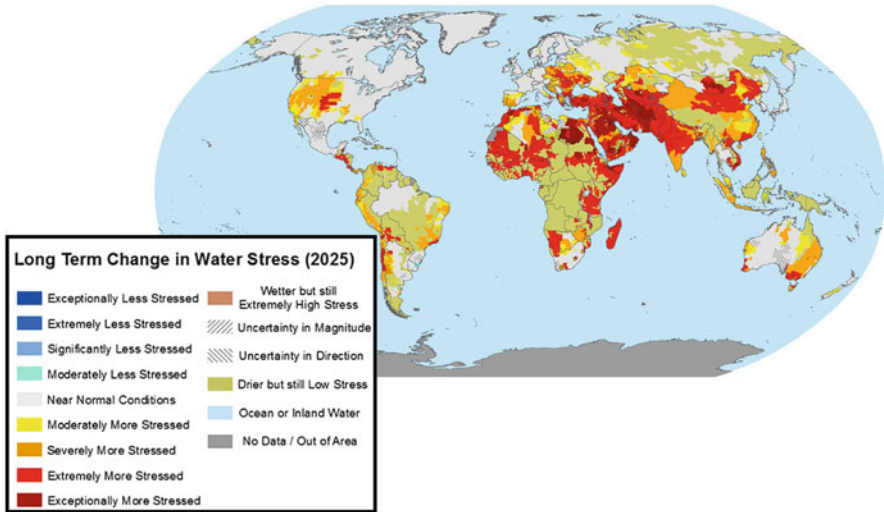 Long Term Change in Water Stress (2025)
Exceptionally Less Stressed
Extremely Less Stressed
Significantly Less Stressed
Moderately Less Stressed
Near Normal Conditions
Moderately More Stressed
Severely More Stressed
Extremely More Stressed
Exceptionally More Stressed
Wetter but still
Extremely High Stress
Uncertainty in Magnitude
Uncertainty in Direction
Drier but still Low Stress
Ocean or Inland Water
No Data / Out of Area